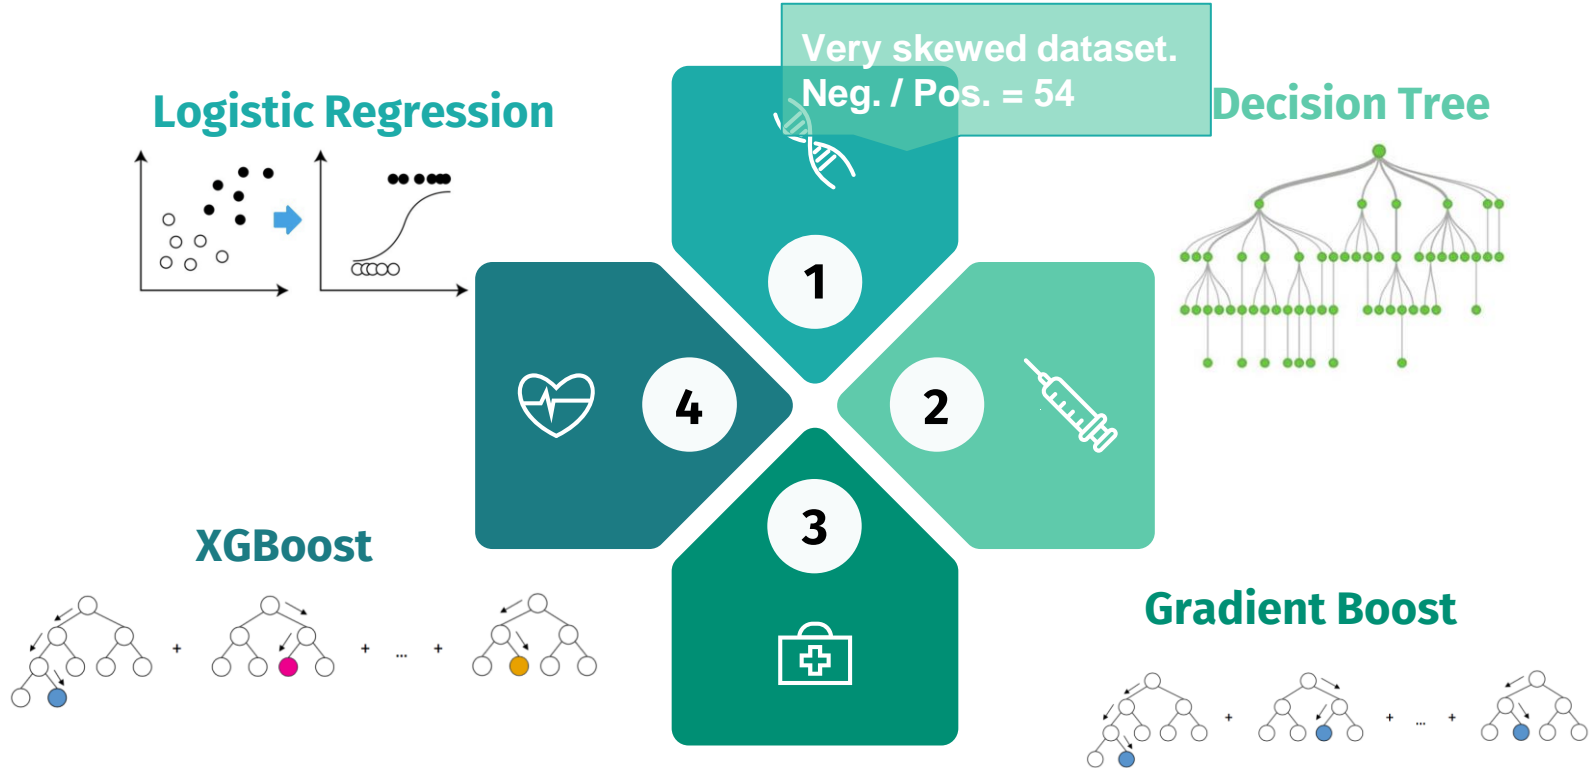 Very skewed dataset.
Neg. / Pos. = 54
Logistic Regression
Decision Tree
1
4
2
3
XGBoost
Gradient Boost
+
+
...
+
+
+
...
+